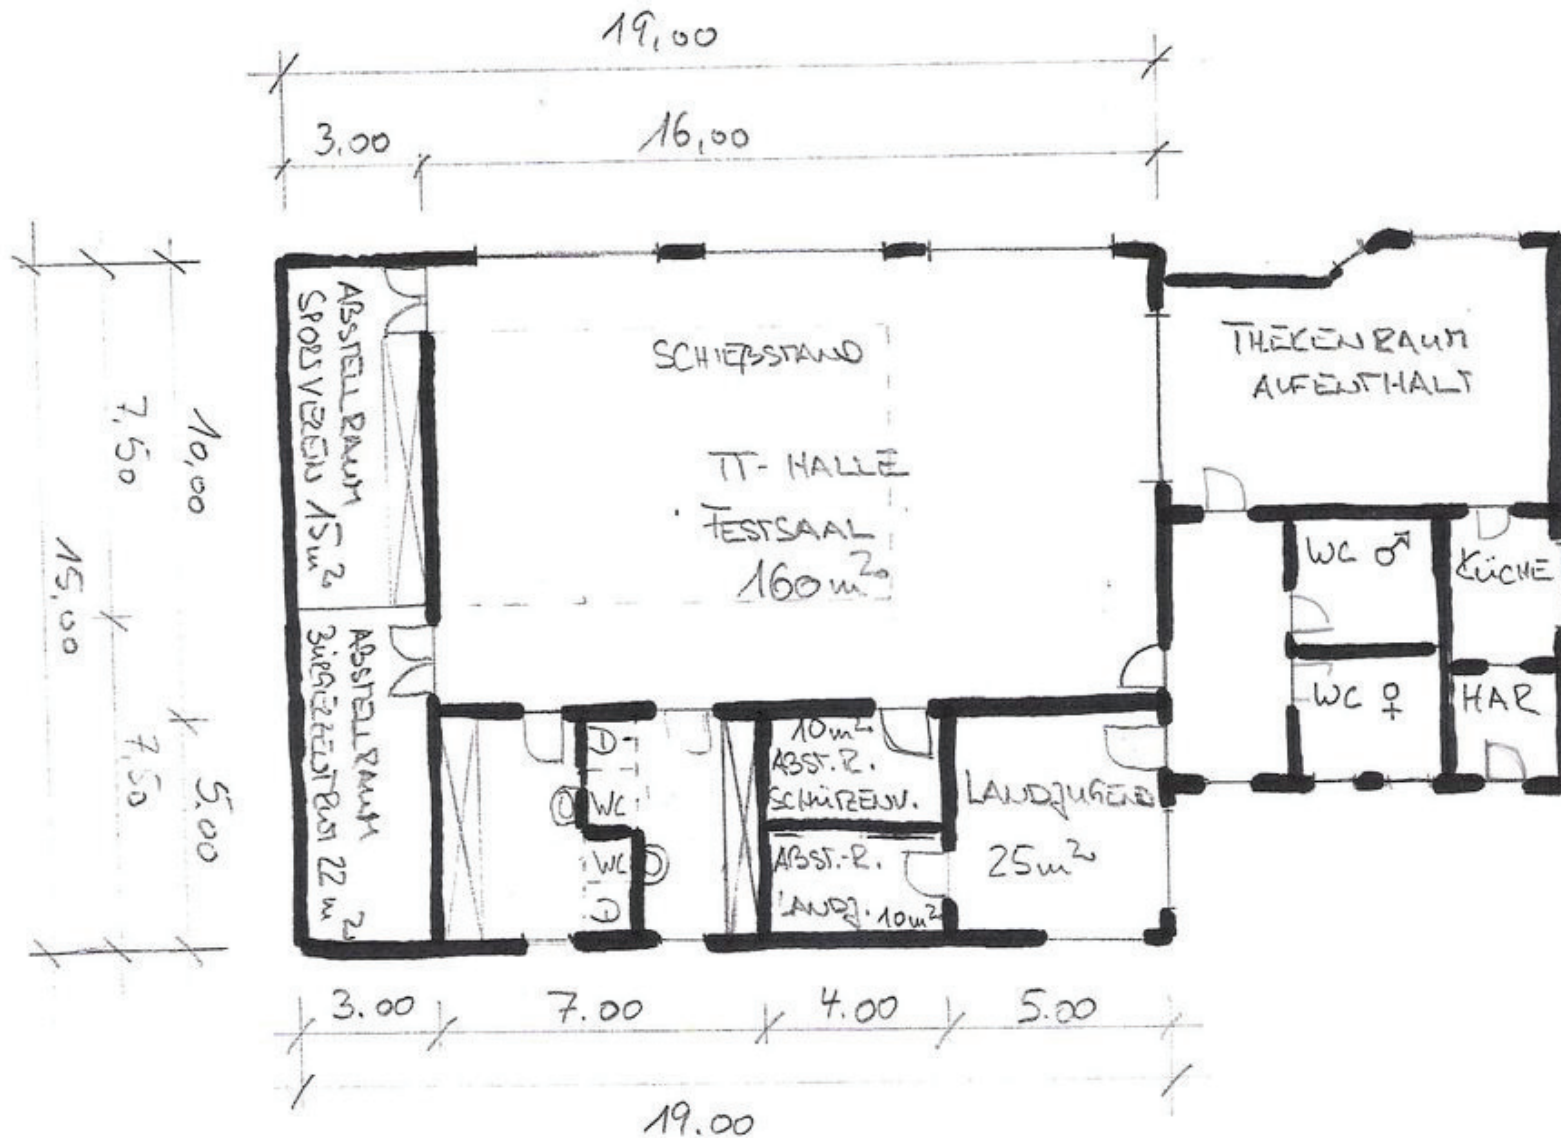 19,00
3,00
16,00
ABSTELLRAUM
SPORTVEREIN 15m²
SCHIEßSTAND
TT-HALLE
FESTSAAL
160m²
THEKENRAUM
AUFENTHALT
WC ♂
KÜCHE
WC ♀
HAR
10,00
7,50
15,00
5.00
7,50
ABSTELLRAUM
BÜRGERZENTRUM 22m²
WC
WC
10m²
ABST.R.
SCHÜTZENV.
ABST.-R.
LANDJ. 10m²
LANDJUGEND
25m²
3.00
7.00
4.00
5.00
19.00